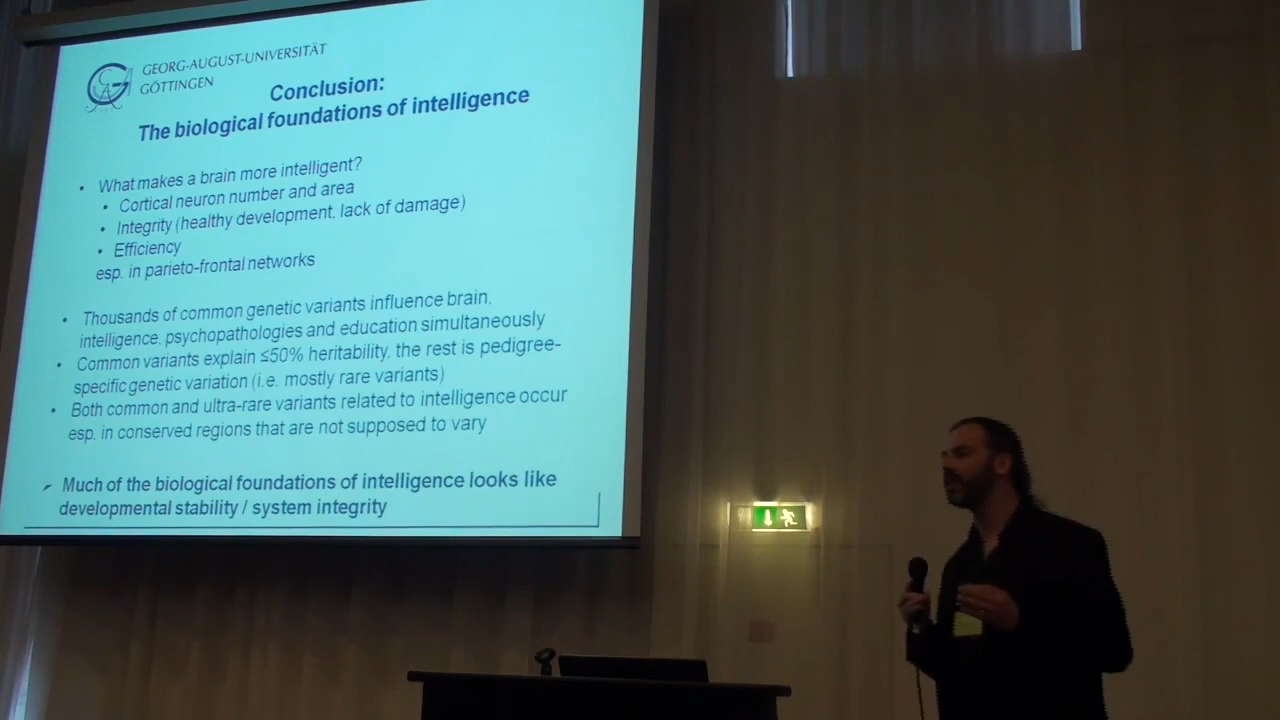 GEORG-AUGUST-UNIVERSITÄT
GÖTTINGEN
Conclusion:
The biological foundations of intelligence
• What makes a brain more intelligent?
• Cortical neuron number and area
• Integrity (healthy development, lack of damage)
• Efficiency
esp. in parieto-frontal networks
• Thousands of common genetic variants influence brain,
intelligence, psychopathologies and education simultaneously
• Common variants explain ≤50% heritability, the rest is pedigree-
specific genetic variation (i.e. mostly rare variants)
• Both common and ultra-rare variants related to intelligence occur
esp. in conserved regions that are not supposed to vary
➢ Much of the biological foundations of intelligence looks like
developmental stability / system integrity